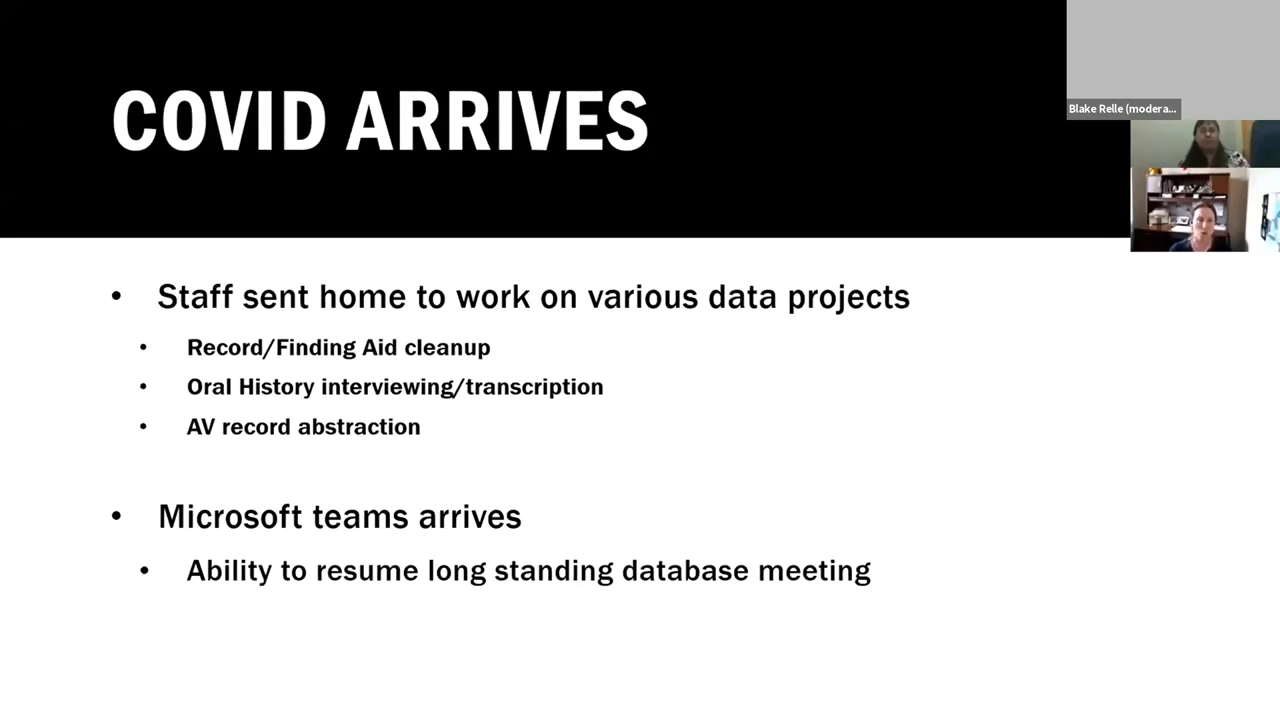 COVID ARRIVES
Blake Relle (modera...
• Staff sent home to work on various data projects
• Record/Finding Aid cleanup
• Oral History interviewing/transcription
• AV record abstraction
• Microsoft teams arrives
• Ability to resume long standing database meeting